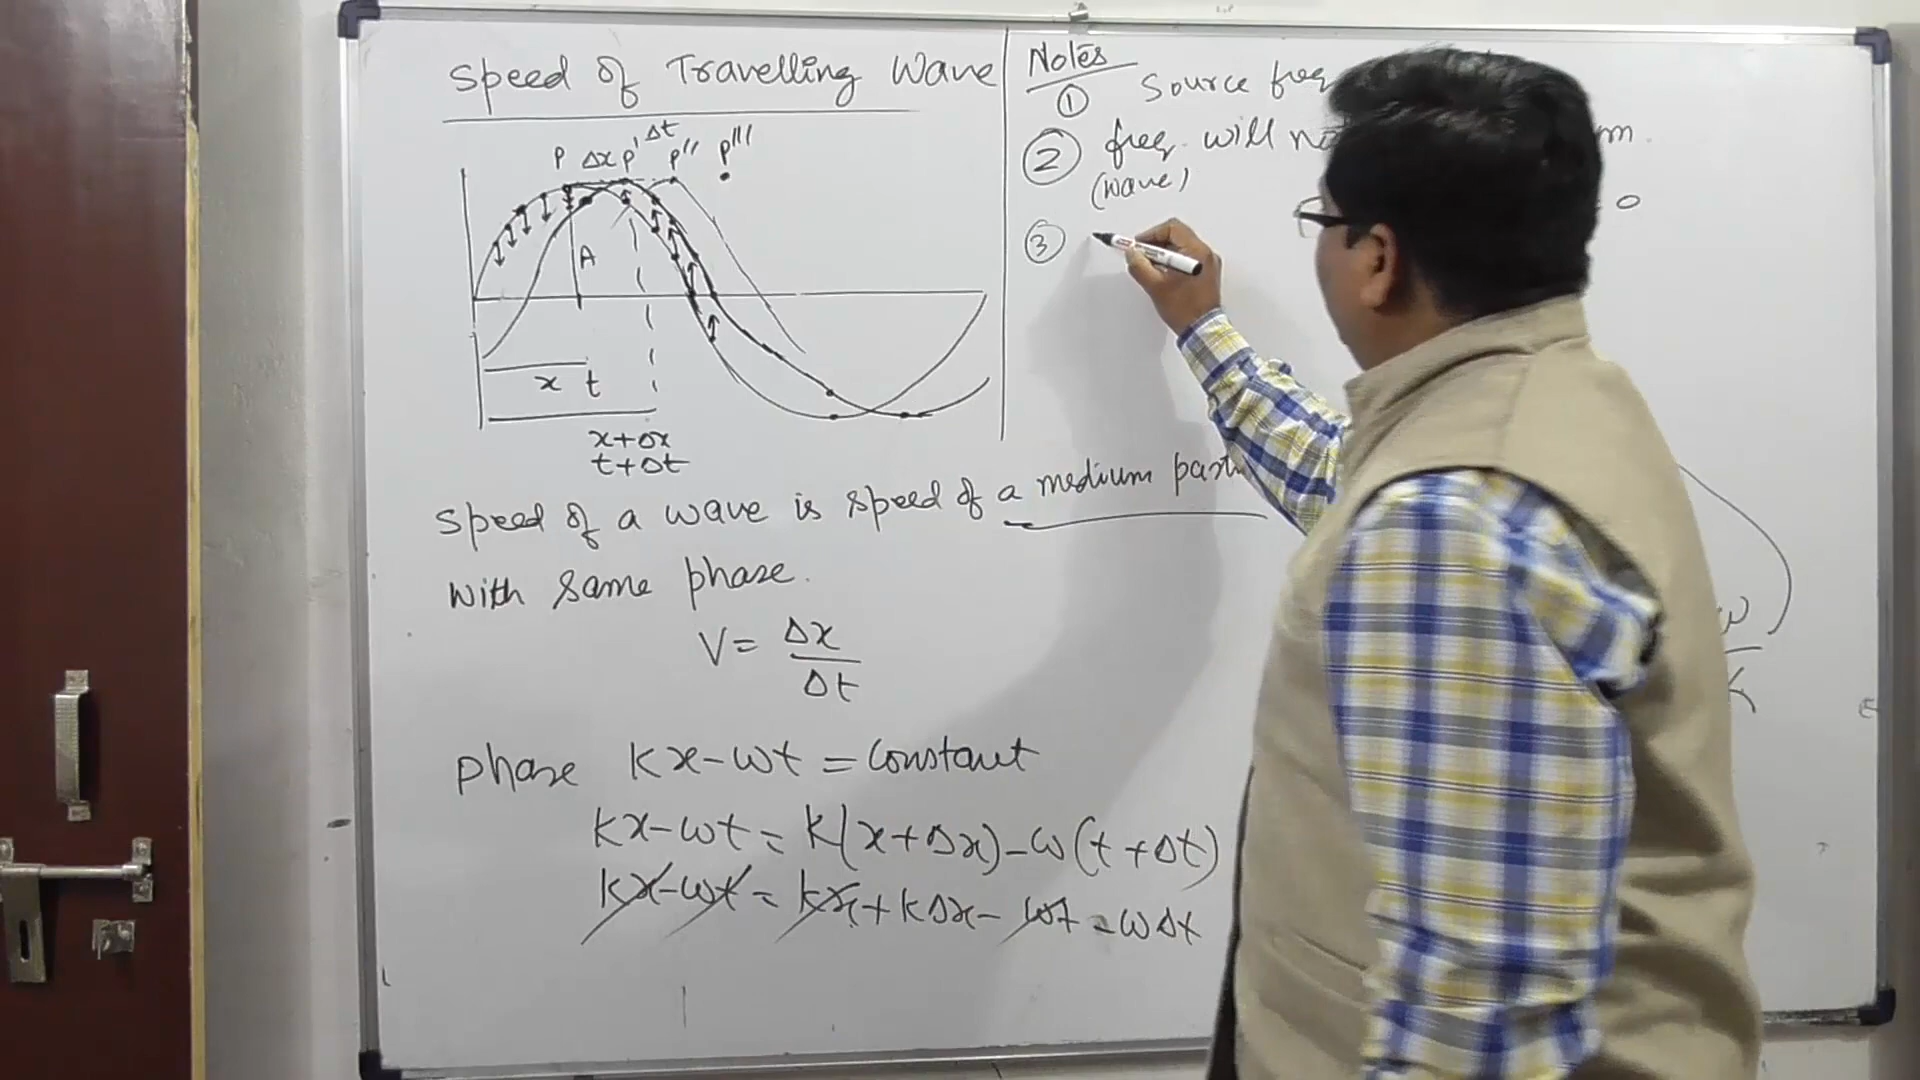 Speed of Travelling Wave
P Δx P' Δt P'' P'''
A
x t
x+Δx
t+Δt
Speed of a wave is speed of a medium
with same phase.
V = Δx
Δt
phase kx-ωt = constant
kx-ωt = k(x+Δx)-ω(t+Δt)
kx-ωt = kx+kΔx-ωt-ωΔt
Notes
① Source
② freq. will
(wave)
o
③
ω
k